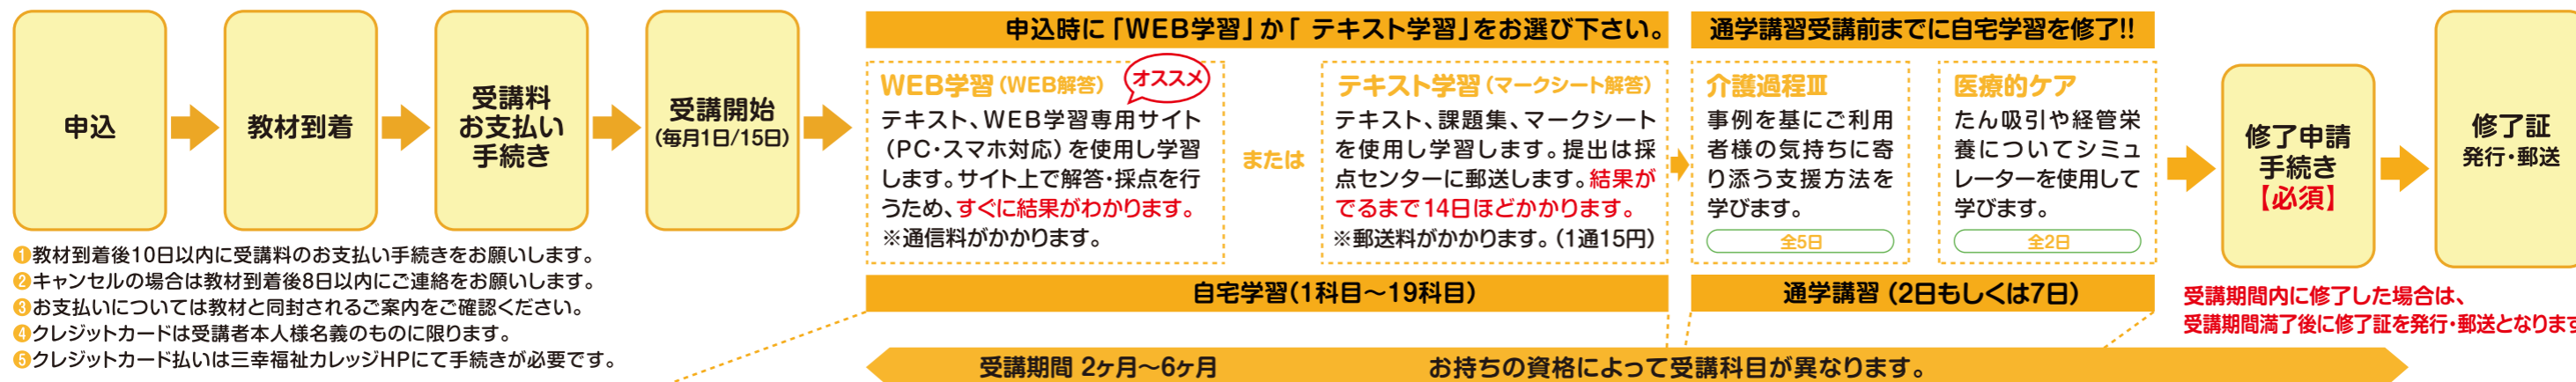 申込
教材到着
受講料
お支払い
手続き
受講開始
(毎月1日/15日)
申込時に「WEB学習」か「 テキスト学習」をお選び下さい。
WEB学習(WEB解答)
オススメ
テキスト、WEB学習専用サイト
(PC・スマホ対応)を使用し学習
します。サイト上で解答・採点を行
うため、すぐに結果がわかります。
※通信料がかかります。
または
テキスト学習(マークシート解答)
テキスト、課題集、マークシート
を使用し学習します。提出は採
点センターに郵送します。結果が
でるまで14日ほどかかります。
※郵送料がかかります。(1通15円)
自宅学習(1科目～19科目)
通学講習受講前までに自宅学習を修了!!
介護過程Ⅲ
事例を基にご利用
者様の気持ちに寄
り添う支援方法を
学びます。
全5日
医療的ケア
たん吸引や経管栄
養についてシミュ
レーターを使用して
学びます。
全2日
通学講習 (2日もしくは7日)
修了申請
手続き
【必須】
修了証
発行・郵送
受講期間内に修了した場合は、
受講期間満了後に修了証を発行・郵送となります
❶教材到着後10日以内に受講料のお支払い手続きをお願いします。
❷キャンセルの場合は教材到着後8日以内にご連絡をお願いします。
❸お支払いについては教材と同封されるご案内をご確認ください。
❹クレジットカードは受講者本人様名義のものに限ります。
❺クレジットカード払いは三幸福祉カレッジHPにて手続きが必要です。
受講期間 2ヶ月～6ヶ月
お持ちの資格によって受講科目が異なります。